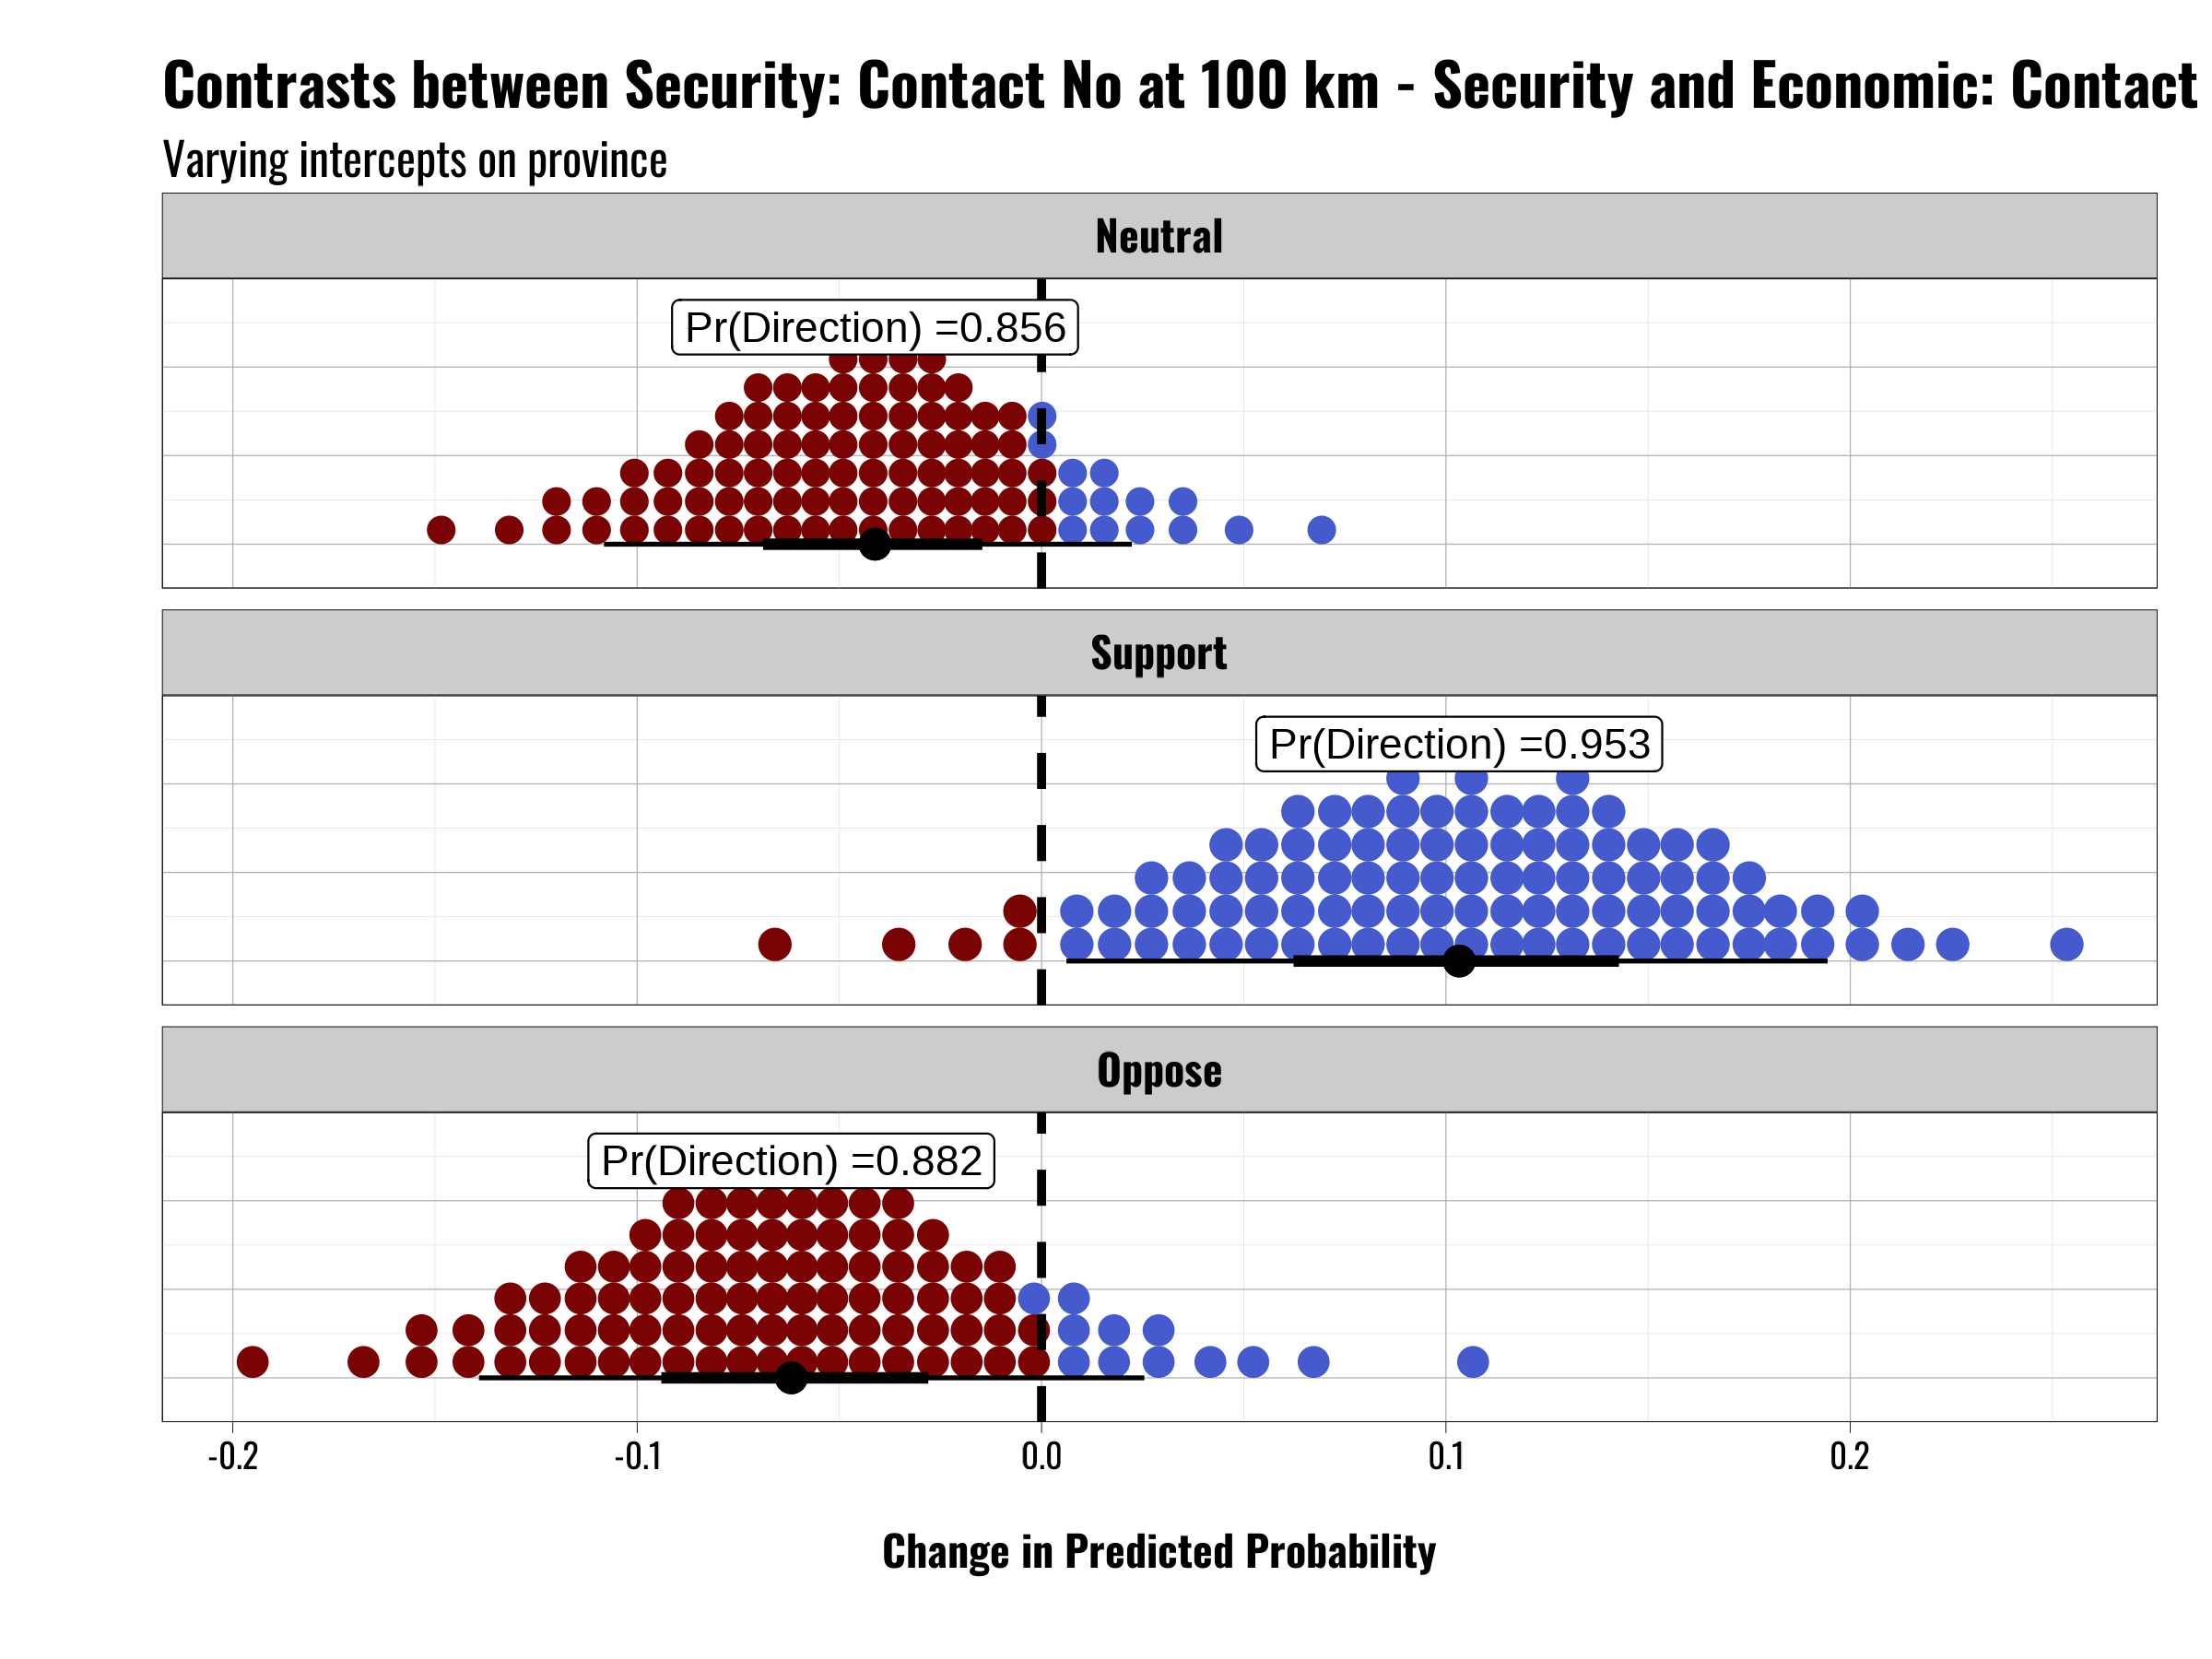 Contrasts between Security: Contact No at 100 km - Security and Economic: Contact
Varying intercepts on province
Neutral
Pr(Direction) =0.856
Support
Pr(Direction) =0.953
Oppose
Pr(Direction) =0.882
-0.2 -0.1 0.0 0.1 0.2
Change in Predicted Probability